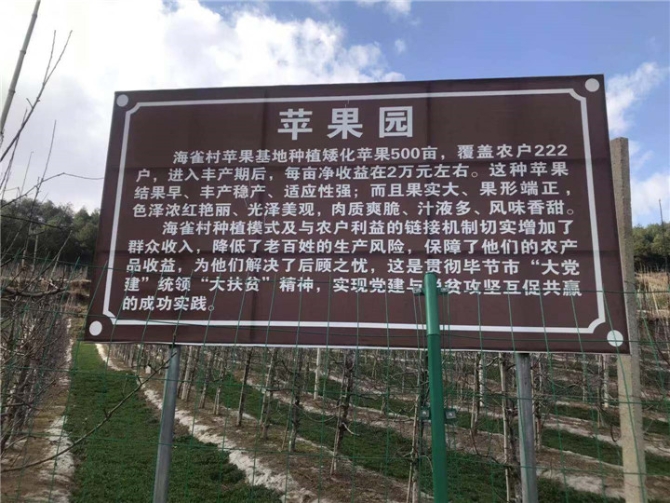 苹果园
海雀村苹果基地种植矮化苹果500亩，覆盖农户222
户，进入丰产期后，每亩净收益在2万元左右。这种苹果
结果早、丰产稳产、适应性强；而且果实大、果形端正，
色泽浓红艳丽、光泽美观，肉质爽脆、汁液多、风味香甜。
海雀村种植模式及与农户利益的链接机制切实增加了
群众收入，降低了老百姓的生产风险，保障了他们的农产
品收益，为他们解决了后顾之忧，这是贯彻毕节市“大党
建”统领“大扶贫”精神，实现党建与脱贫攻坚互促共赢
的成功实践。